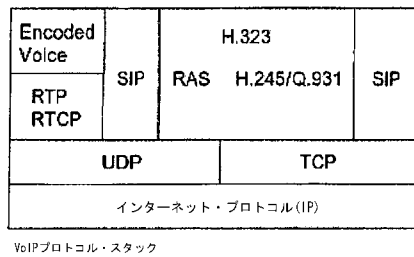 Encoded
Voice
RTP
RTCP
SIP
H.323
RAS H.245/Q.931
SIP
UDP
TCP
インターネット・プロトコル(IP)
VoIPプロトコル・スタック